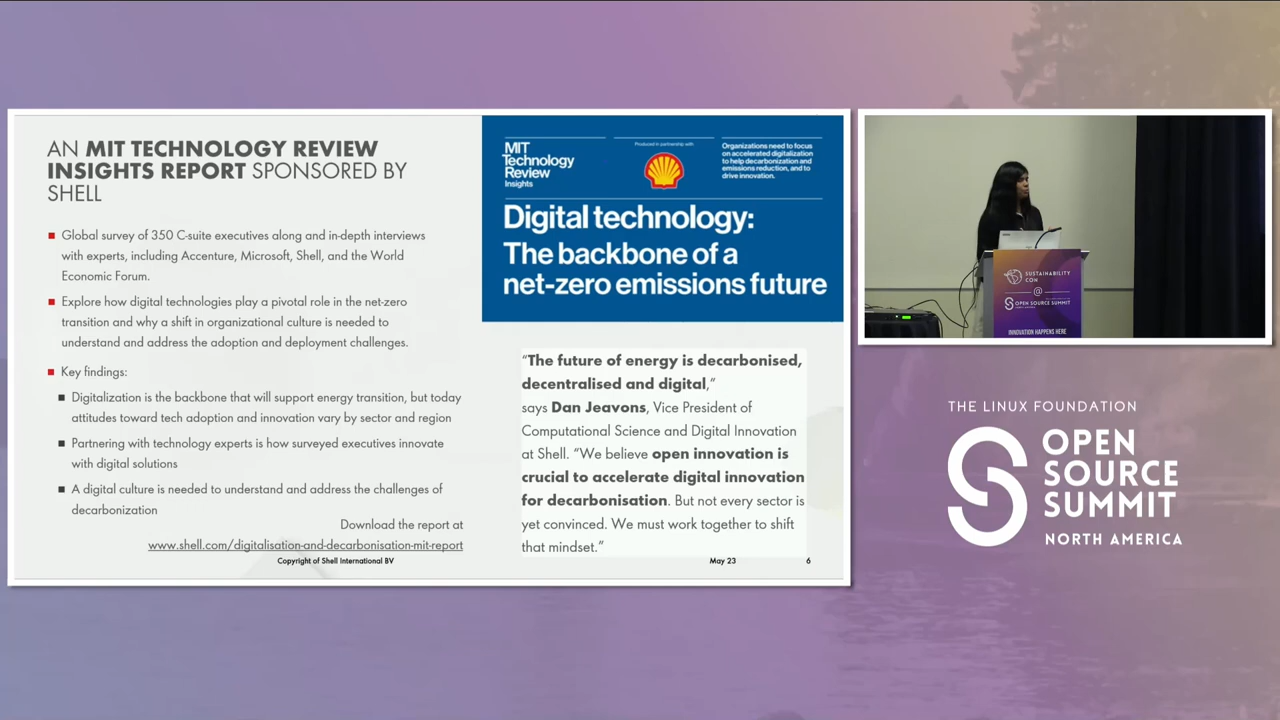 AN MIT TECHNOLOGY REVIEW
INSIGHTS REPORT SPONSORED BY
SHELL
Global survey of 350 C-suite executives along and in-depth interviews
with experts, including Accenture, Microsoft, Shell, and the World
Economic Forum.
Explore how digital technologies play a pivotal role in the net-zero
transition and why a shift in organizational culture is needed to
understand and address the adoption and deployment challenges.
Key findings:
Digitalization is the backbone that will support energy transition, but today
attitudes toward tech adoption and innovation vary by sector and region
Partnering with technology experts is how surveyed executives innovate
with digital solutions
A digital culture is needed to understand and address the challenges of
decarbonization
Download the report at
www.shell.com/digitalisation-and-decarbonisation-mit-report
Copyright of Shell International BV
May 23
6
MIT
Technology
Review
Insights
Produced in partnership with
Organizations need to focus
on accelerated digitalization
to help decarbonization and
emissions reduction, and to
drive innovation.
Digital technology:
The backbone of a
net-zero emissions future
“The future of energy is decarbonised,
decentralised and digital,”
says Dan Jeavons, Vice President of
Computational Science and Digital Innovation
at Shell. “We believe open innovation is
crucial to accelerate digital innovation
for decarbonisation. But not every sector is
yet convinced. We must work together to shift
that mindset.”
SUSTAINABILITY
CON
@
OPEN SOURCE SUMMIT
INNOVATION HAPPENS HERE
THE LINUX FOUNDATION
OPEN
SOURCE
SUMMIT
NORTH AMERICA